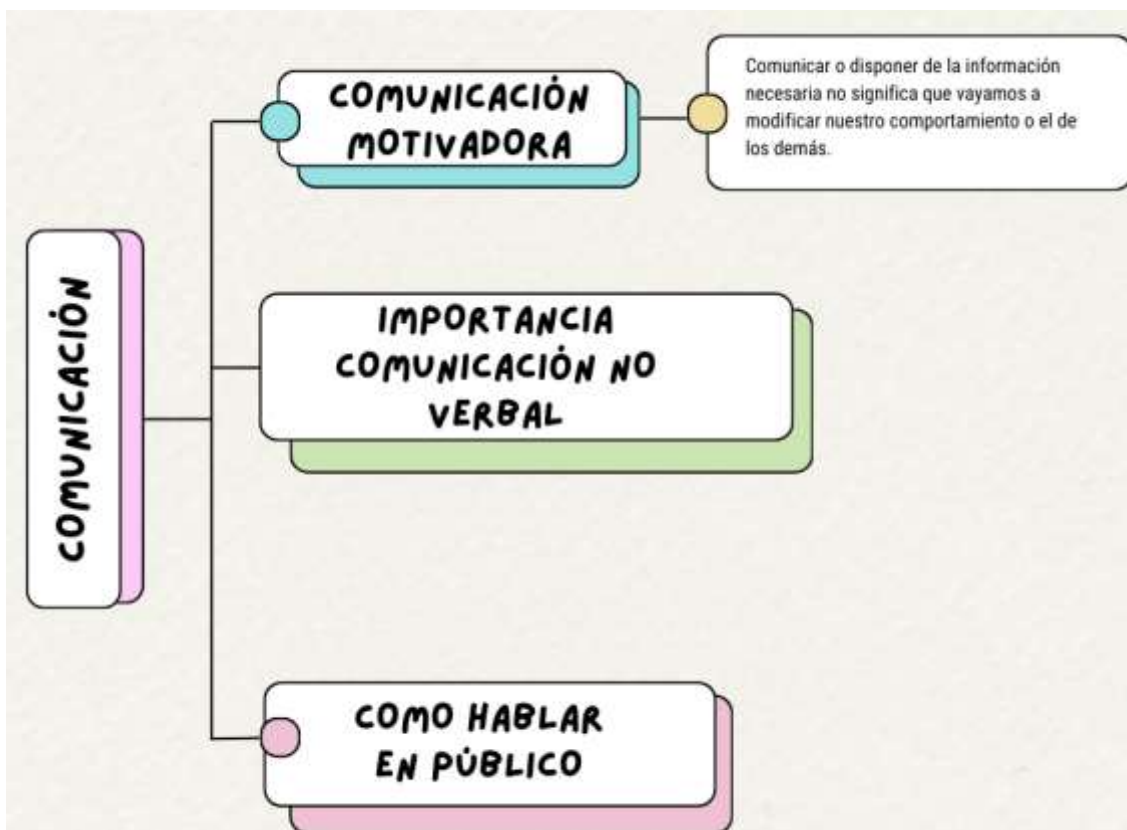 COMUNICACIÓN
COMUNICACIÓN
MOTIVADORA
Comunicar o disponer de la información
necesaria no significa que vayamos a
modificar nuestro comportamiento o el de
los demás.
IMPORTANCIA
COMUNICACIÓN NO
VERBAL
COMO HABLAR
EN PÚBLICO